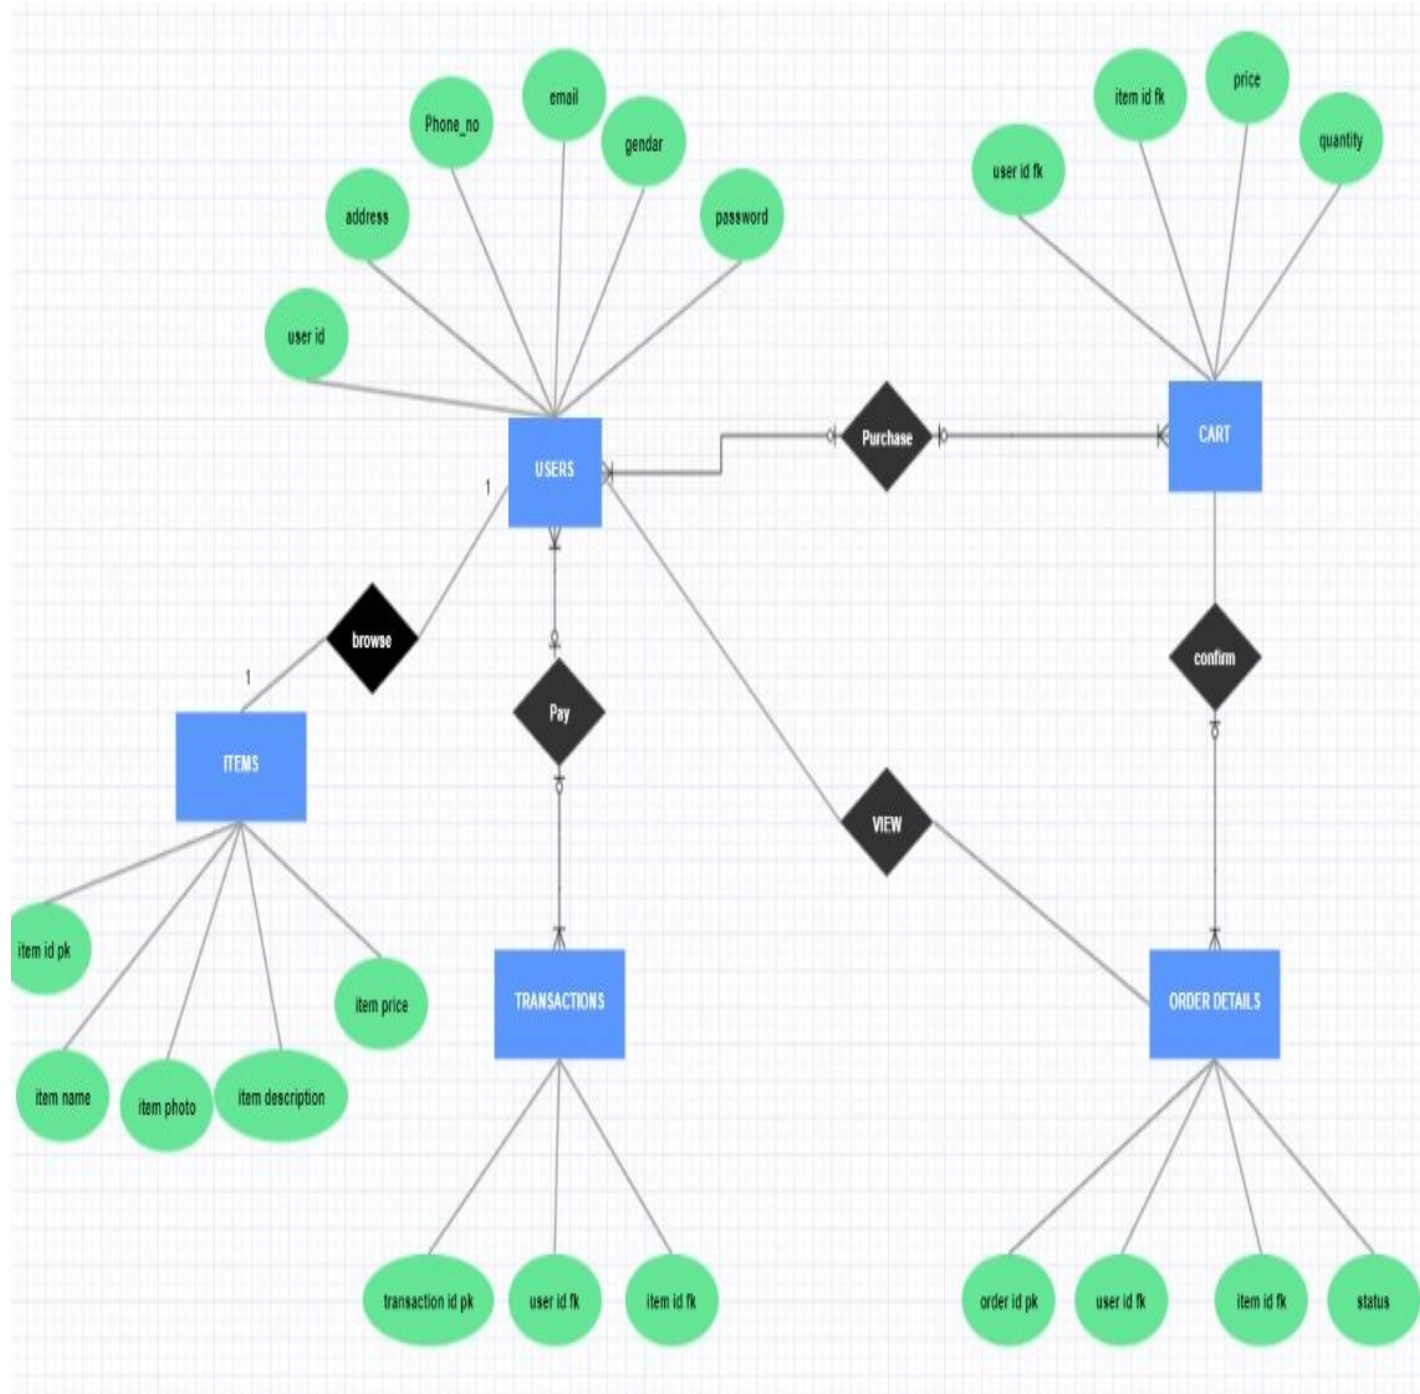 email
price
item id fk
Phone_no
gendar
quantity
user id fk
address
password
user id
USERS
Purchase
CART
1
browse
1
Pay
confirm
ITEMS
VIEW
item id pk
item price
TRANSACTIONS
ORDER DETAILS
item name
item photo
item description
transaction id pk
user id fk
item id fk
order id pk
user id fk
item id fk
status